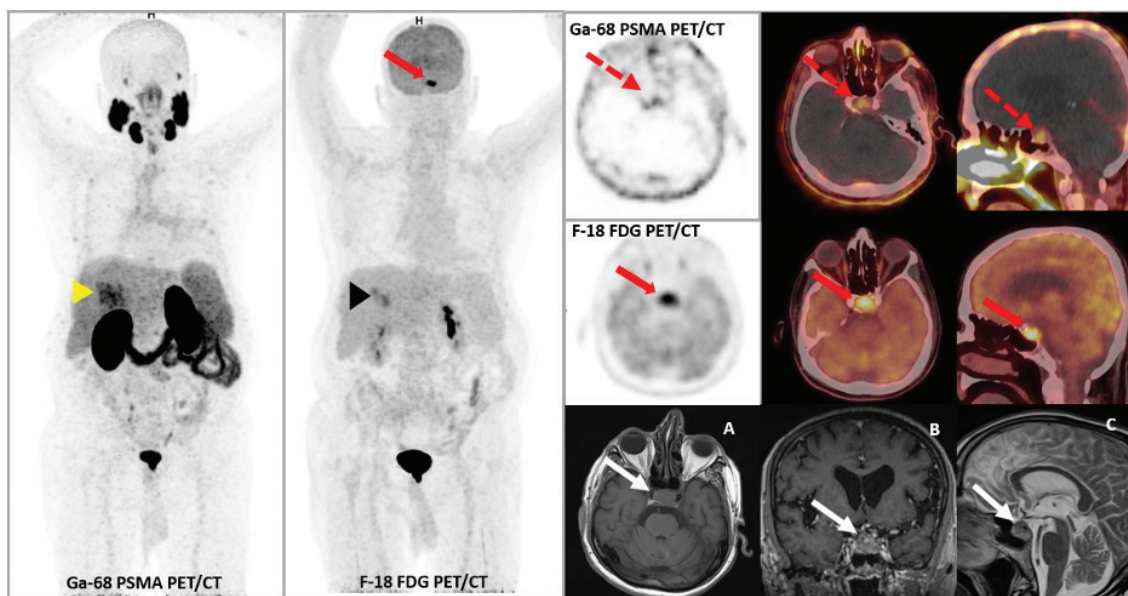 H
H
Ga-68 PSMA PET/CT
F-18 FDG PET/CT
Ga-68 PSMA PET/CT
F-18 FDG PET/CT
A
B
C